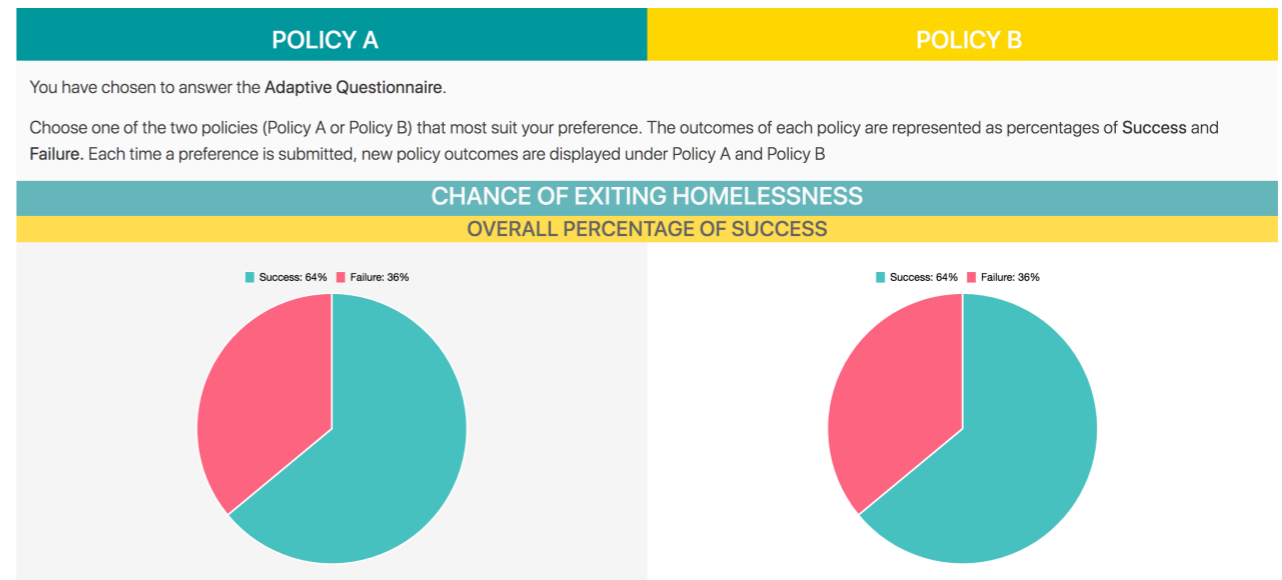 POLICY A
POLICY B
You have chosen to answer the Adaptive Questionnaire.
Choose one of the two policies (Policy A or Policy B) that most suit your preference. The outcomes of each policy are represented as percentages of Success and
Failure. Each time a preference is submitted, new policy outcomes are displayed under Policy A and Policy B
CHANCE OF EXITING HOMELESSNESS
OVERALL PERCENTAGE OF SUCCESS
Success: 64% Failure: 36%
Success: 64% Failure: 36%